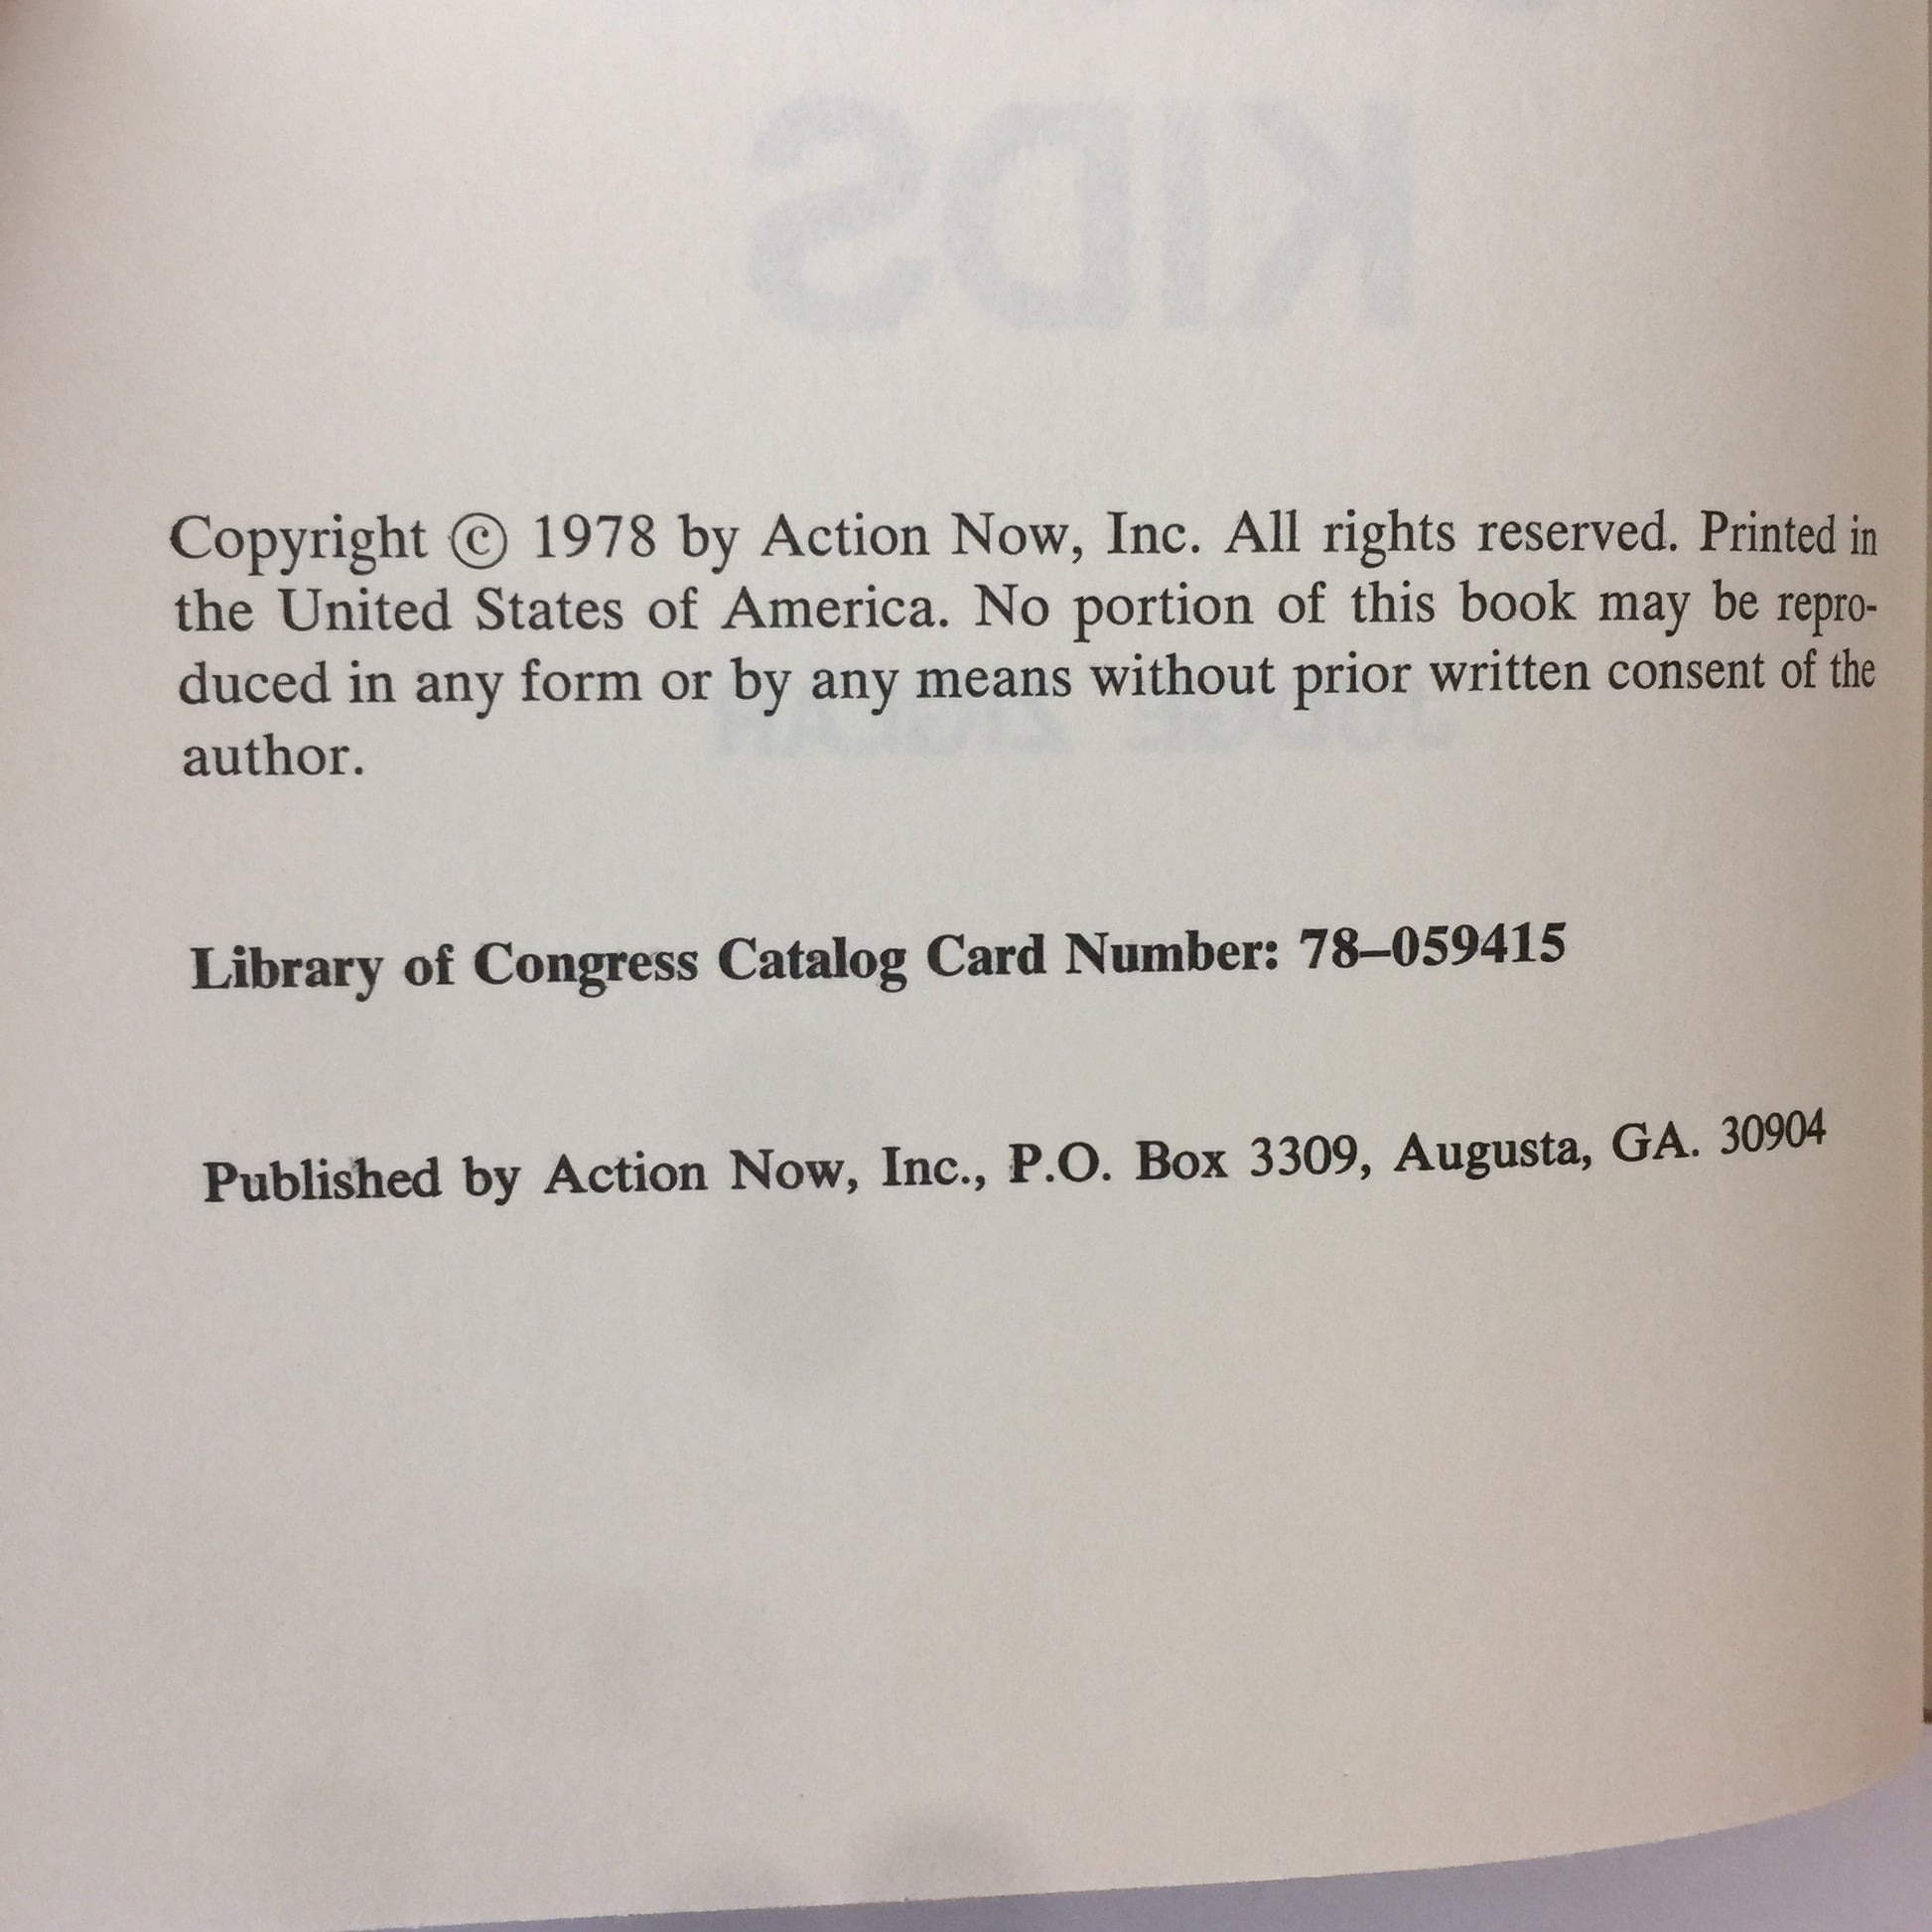 KIDS
Copyright © 1978 by Action Now, Inc. All rights reserved. Printed in
the United States of America. No portion of this book may be repro-
duced in any form or by any means without prior written consent of the
author.
JUDGE ZIGLAR
Library of Congress Catalog Card Number: 78–059415
Published by Action Now, Inc., P.O. Box 3309, Augusta, GA. 30904